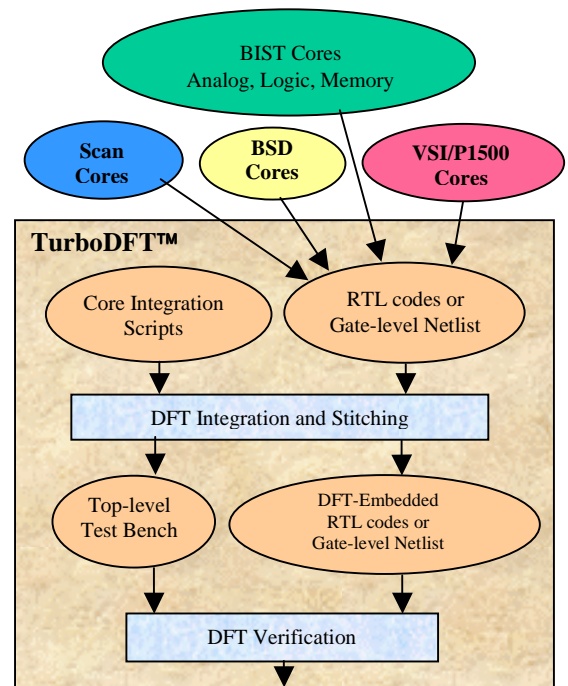 BIST Cores
Analog, Logic, Memory
Scan
Cores
BSD
Cores
VSI/P1500
Cores
TurboDFT™
Core Integration
Scripts
RTL codes or
Gate-level Netlist
DFT Integration and Stitching
Top-level
Test Bench
DFT-Embedded
RTL codes or
Gate-level Netlist
DFT Verification